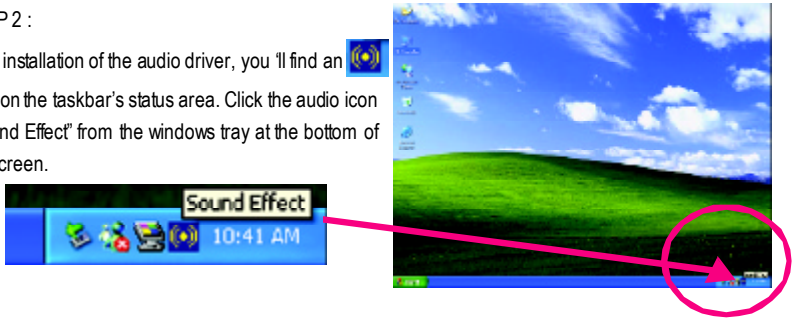 P 2 :
installation of the audio driver, you 'll find an
on the taskbar's status area. Click the audio icon
nd Effect" from the windows tray at the bottom of
creen.
Sound Effect
10:41 AM